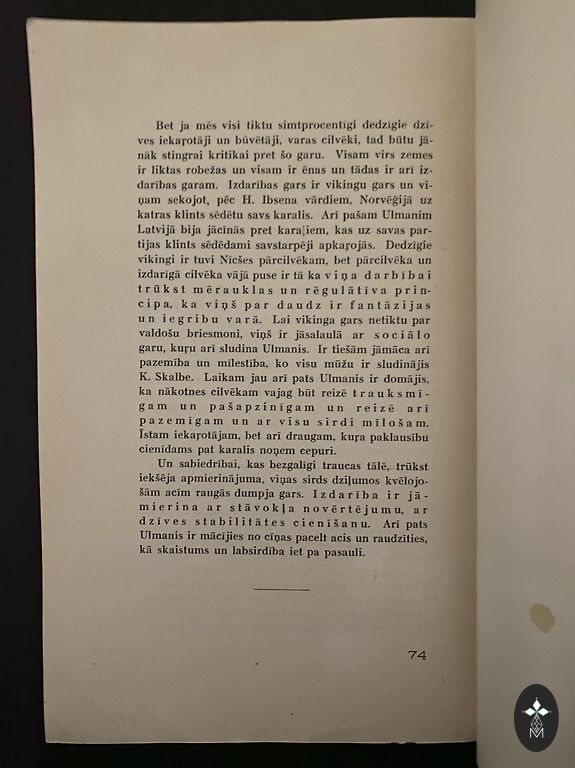 Bet ja mēs visi tiktu simtprocentīgi dedzīgie dzī-
ves iekaŗotāji un būvētāji, varas cilvēki, tad būtu jā-
nāk stingrai kritikai pret šo garu. Visam virs zemes
ir liktas robežas un visam ir ēnas un tādas ir arī iz-
darības garam. Izdarības gars ir vikingu gars un vi-
ņam sekojot, pēc H. Ibsena vārdiem, Norvēģijā uz
katras klints sēdētu savs karalis. Arī pašam Ulmanim
Latvijā bija jācīnās pret karaļiem, kas uz savas par-
tijas klints sēdēdami savstarpēji apkaŗojās. Dedzīgie
vikingi ir tuvi Nīcšes pārcilvēkam, bet pārcilvēka un
izdarīgā cilvēka vājā puse ir tā ka viņa darbībai
trūkst mērauklas un rēgulātīva prin-
cipa, ka viņš par daudz ir fantāzijas
un iegribu varā. Lai vikinga gars netiktu par
valdošu briesmoni, viņš ir jāsalaulā ar sociālo
garu, kuŗu arī sludina Ulmanis. Ir tiešām jāmāca arī
pazemība un mīlestība, ko visu mūžu ir sludinājis
K. Skalbe. Laikam jau arī pats Ulmanis ir domājis,
ka nākotnes cilvēkam vajag būt reizē trauksmī-
gam un pašapzinīgam un reizē arī
pazemīgam un ar visu sirdi mīlošam.
Īstam iekaŗotājam, bet arī draugam, kuŗa paklausību
cienīdams pat karalis noņem cepuri.
Un sabiedrībai, kas bezgalīgi traucas tālē, trūkst
iekšēja apmierinājuma, viņas sirds dziļumos kvēlojo-
šām acīm raugās dumpja gars. Izdarība ir jā-
mierina ar stāvokļa novērtējumu, ar
dzīves stabilitātes cienīšanu. Arī pats
Ulmanis ir mācījies no cīņas pacelt acis un raudzīties,
kā skaistums un labsirdība iet pa pasauli.
74
M